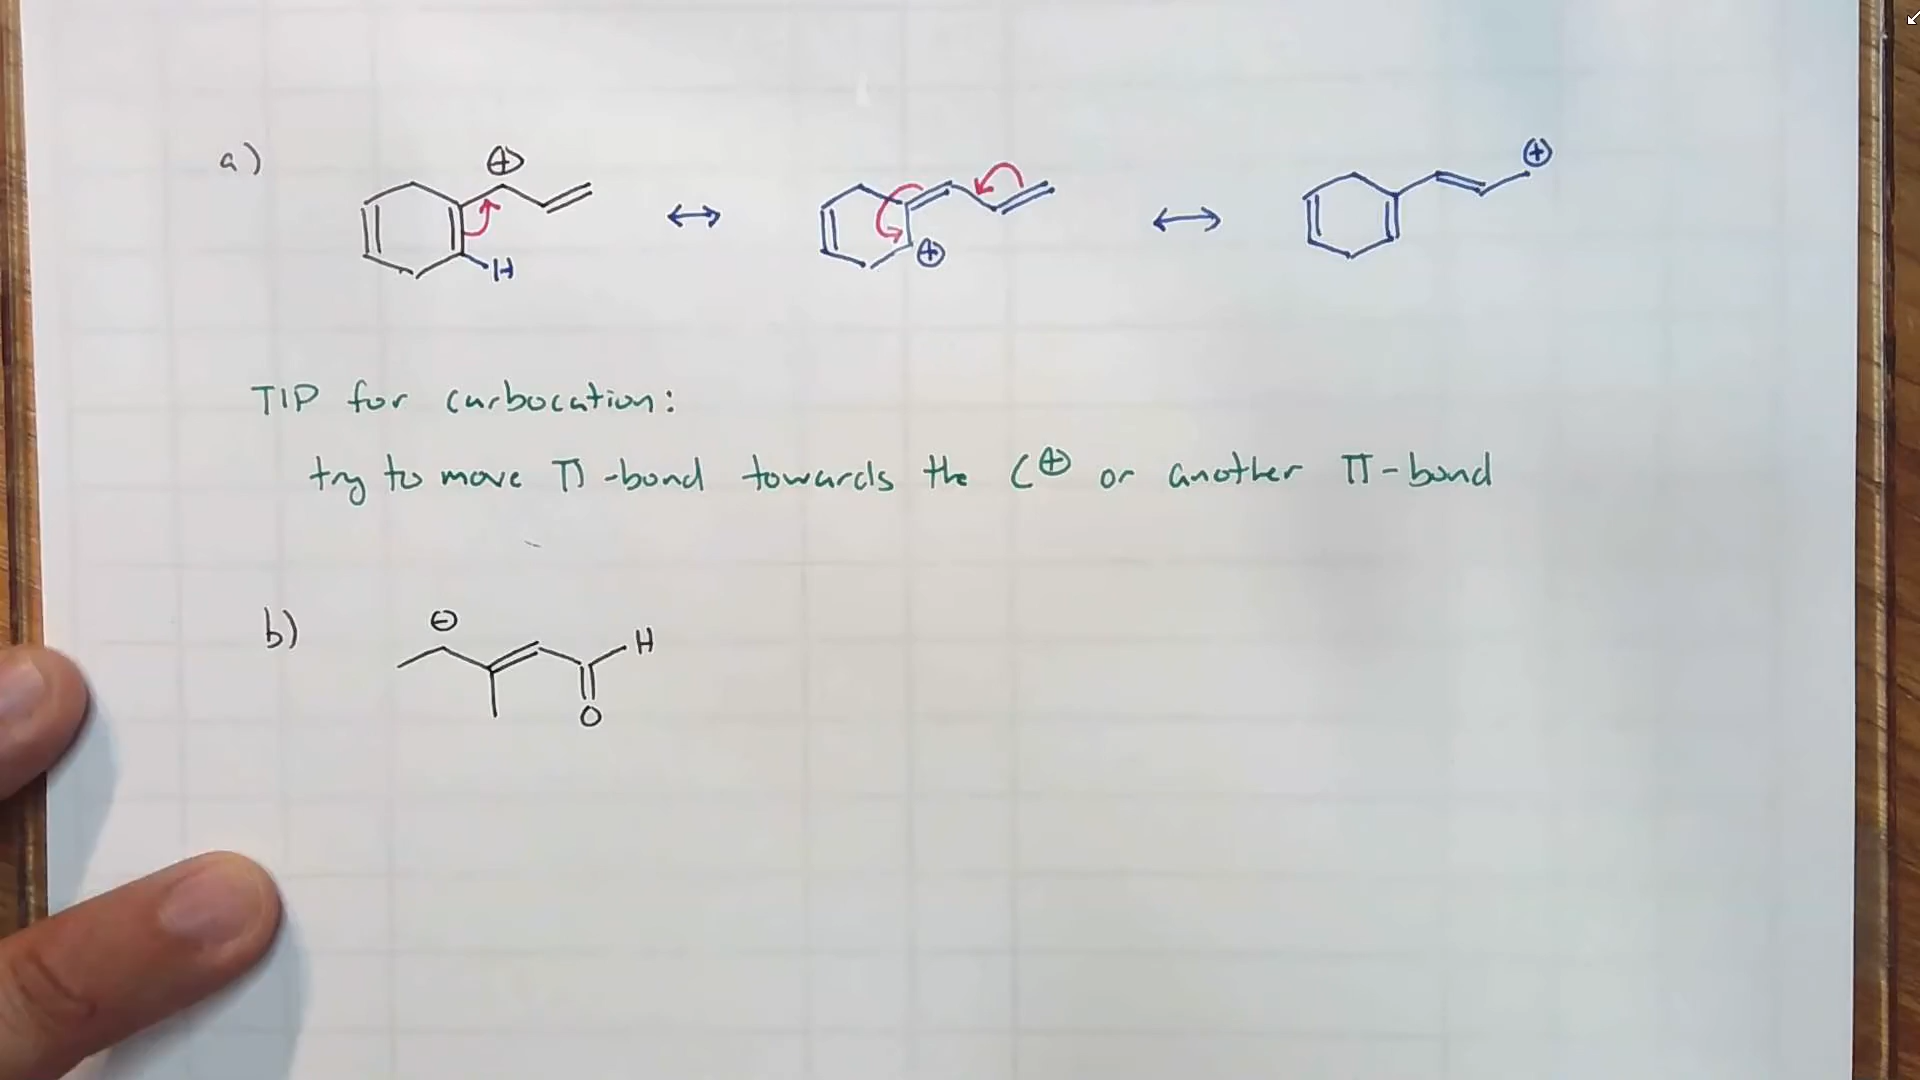 a)
⊕
⊕
⊕
H
TIP for carbocation:
try to move π-bond towards the C⊕ or another π-bond
b)
⊖
H
O